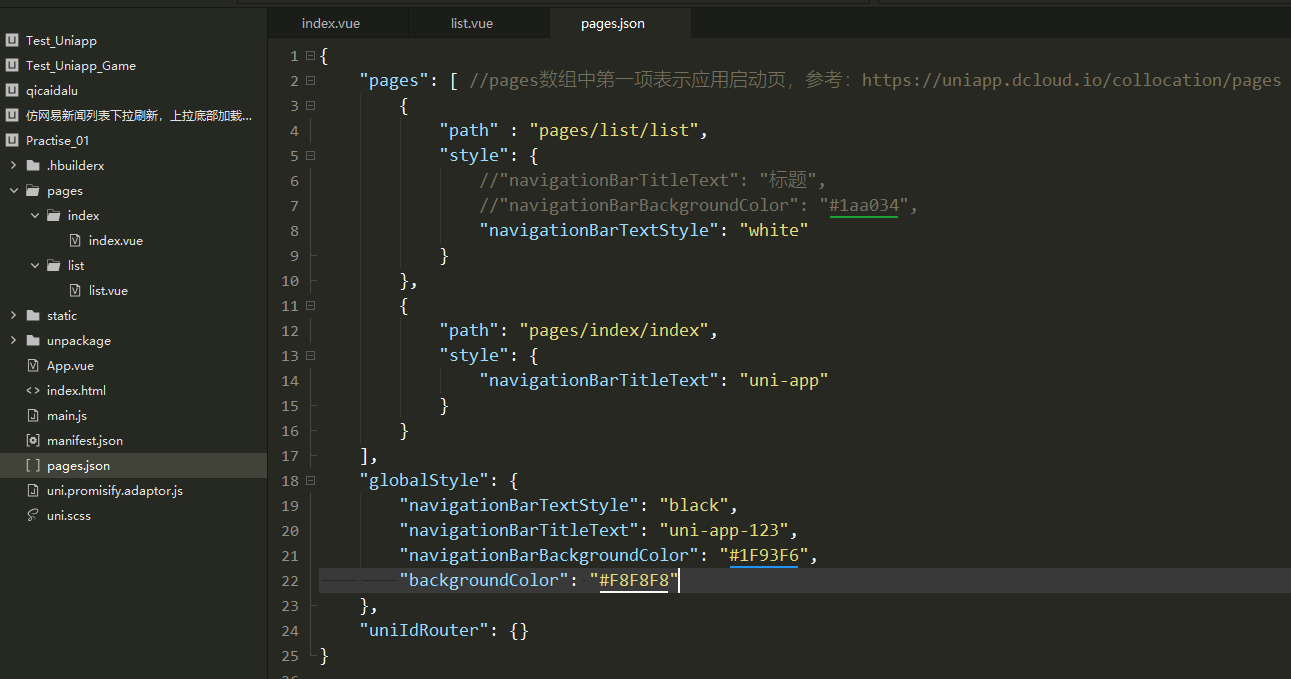 index.vue
list.vue
pages.json
Test_Uniapp
Test_Uniapp_Game
qicaidalu
仿网易新闻列表下拉刷新，上拉底部加载...
Practise_01
.hbuilderx
pages
index
index.vue
list
list.vue
static
unpackage
App.vue
index.html
main.js
manifest.json
pages.json
uni.promisify.adaptor.js
uni.scss
1 {
2 "pages": [ //pages数组中第一项表示应用启动页，参考：https://uniapp.dcloud.io/collocation/pages
3 {
4 "path" : "pages/list/list",
5 "style": {
6 //"navigationBarTitleText": "标题",
7 //"navigationBarBackgroundColor": "#1aa034",
8 "navigationBarTextStyle": "white"
9 }
10 },
11 {
12 "path": "pages/index/index",
13 "style": {
14 "navigationBarTitleText": "uni-app"
15 }
16 }
17 ],
18 "globalStyle": {
19 "navigationBarTextStyle": "black",
20 "navigationBarTitleText": "uni-app-123",
21 "navigationBarBackgroundColor": "#1F93F6",
22 "backgroundColor": "#F8F8F8"
23 },
24 "uniIdRouter": {}
25 }